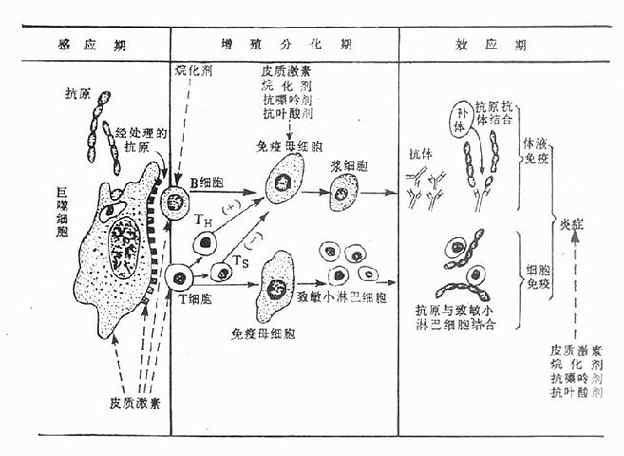 感应期
增殖分化期
效应期
抗原
经处理的
抗原
巨噬
细胞
皮质激素
烷化剂
皮质激素
烷化剂
抗嘌呤剂
抗叶酸剂
免疫母细胞
B细胞
浆细胞
TH
(+)
(-)
TS
T细胞
免疫母细胞
致敏小淋巴细胞
抗体
补体
抗原抗
体结合
体液
免疫
炎症
细胞
免疫
抗原与致敏小
淋巴细胞结合
皮质激素
烷化剂
抗嘌呤剂
抗叶酸剂